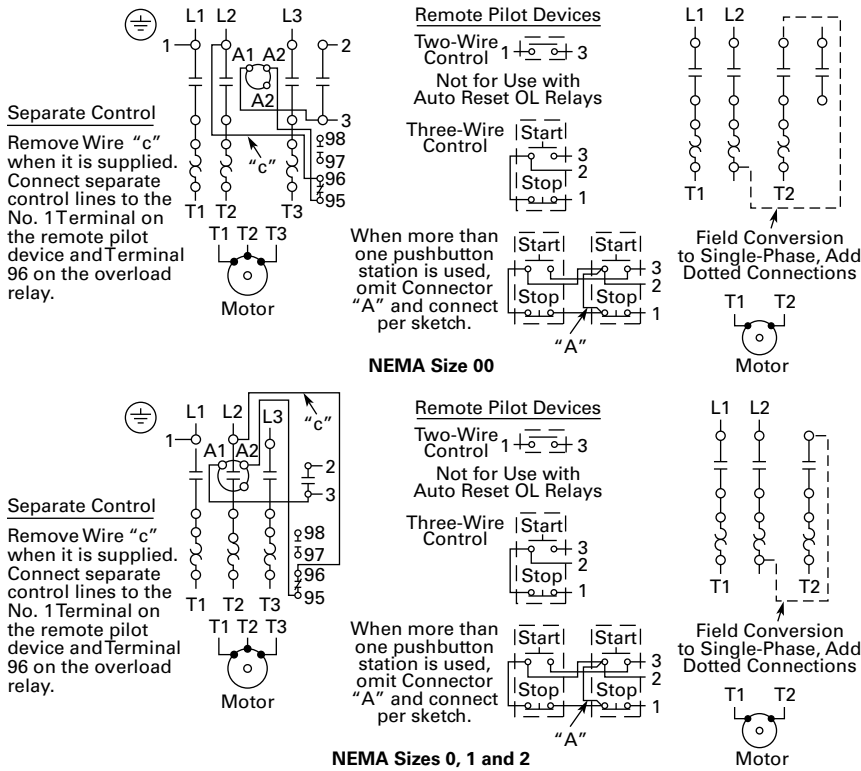 L1 L2 L3
1
2
A1 A2
A2
3
98
97
96
95
"c"
T1 T2 T3
T1 T2 T3
Motor
Separate Control
Remove Wire "c"
when it is supplied.
Connect separate
control lines to the
No. 1 Terminal on
the remote pilot
device and Terminal
96 on the overload
relay.
Remote Pilot Devices
Two-Wire
Control
1 3
Not for Use with
Auto Reset OL Relays
Three-Wire
Control
Start
3
2
Stop
1
When more than
one pushbutton
station is used,
omit Connector
"A" and connect
per sketch.
Start Start
3
2
Stop Stop
1
"A"
L1 L2
T1 T2
Field Conversion
to Single-Phase, Add
Dotted Connections
T1 T2
Motor
NEMA Size 00
L1 L2 L3
"c"
1
A1 A2
2
3
98
97
96
95
T1 T2 T3
T1 T2 T3
Motor
Separate Control
Remove Wire "c"
when it is supplied.
Connect separate
control lines to the
No. 1 Terminal on
the remote pilot
device and Terminal
96 on the overload
relay.
Remote Pilot Devices
Two-Wire
Control
1 3
Not for Use with
Auto Reset OL Relays
Three-Wire
Control
Start
3
2
Stop
1
When more than
one pushbutton
station is used,
omit Connector
"A" and connect
per sketch.
Start Start
3
2
Stop Stop
1
"A"
L1 L2
T1 T2
Field Conversion
to Single-Phase, Add
Dotted Connections
T1 T2
Motor
NEMA Sizes 0, 1 and 2